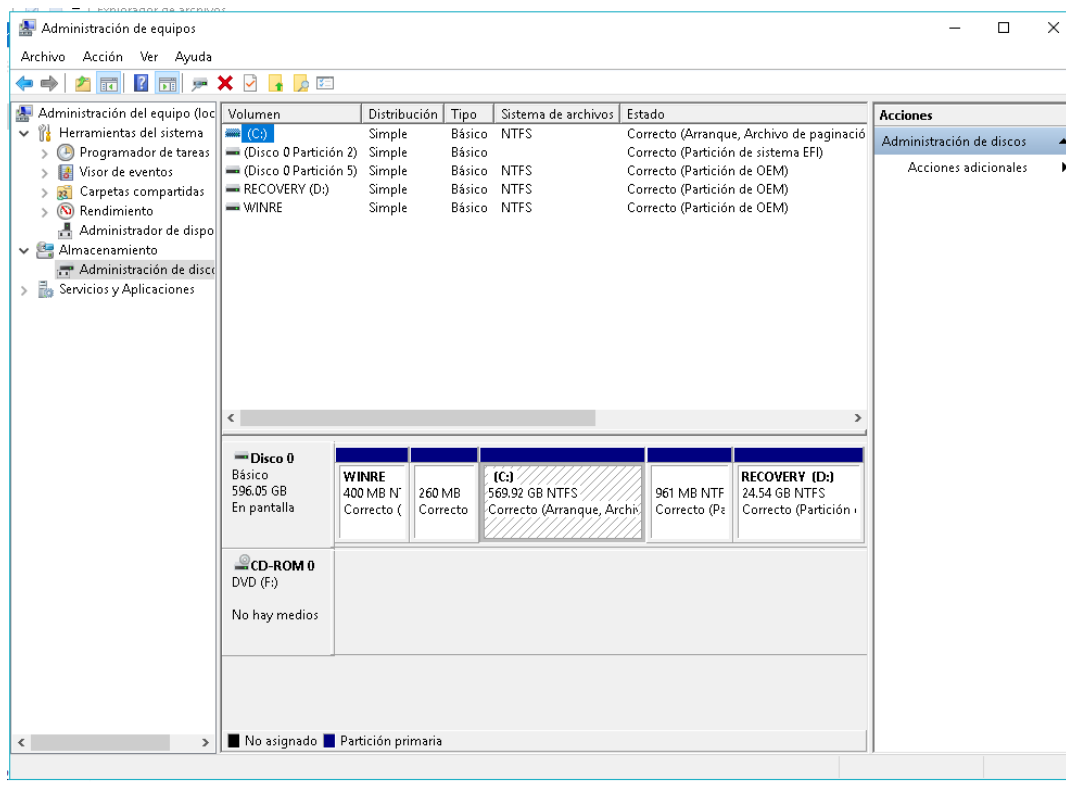 Explorador de archivos
Administración de equipos
Archivo Acción Ver Ayuda
Administración del equipo (loc
Herramientas del sistema
Programador de tareas
Visor de eventos
Carpetas compartidas
Rendimiento
Administrador de dispo
Almacenamiento
Administración de disco
Servicios y Aplicaciones
Volumen Distribución Tipo Sistema de archivos Estado
(C:) Simple Básico NTFS Correcto (Arranque, Archivo de paginació
(Disco 0 Partición 2) Simple Básico Correcto (Partición de sistema EFI)
(Disco 0 Partición 5) Simple Básico NTFS Correcto (Partición de OEM)
RECOVERY (D:) Simple Básico NTFS Correcto (Partición de OEM)
WINRE Simple Básico NTFS Correcto (Partición de OEM)
Disco 0
Básico
596.05 GB
En pantalla
WINRE
400 MB N
Correcto (
260 MB
Correcto
(C:)
569.92 GB NTFS
Correcto (Arranque, Archi
961 MB NTF
Correcto (Pa
RECOVERY (D:)
24.54 GB NTFS
Correcto (Partición
CD-ROM 0
DVD (F:)
No hay medios
No asignado Partición primaria
Acciones
Administración de discos
Acciones adicionales